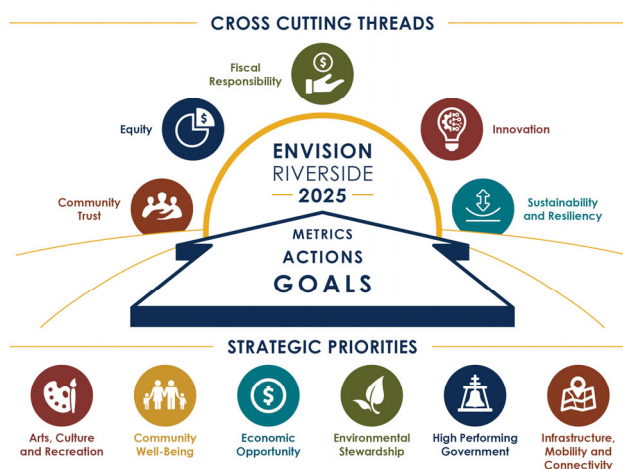 CROSS CUTTING THREADS
Fiscal
Responsibility
$
Equity
$
Innovation
ENVISION
RIVERSIDE
2025
Community
Trust
Sustainability
and Resiliency
METRICS
ACTIONS
GOALS
STRATEGIC PRIORITIES
$
Arts, Culture
and Recreation
Community
Well-Being
Economic
Opportunity
Environmental
Stewardship
High Performing
Government
Infrastructure,
Mobility and
Connectivity